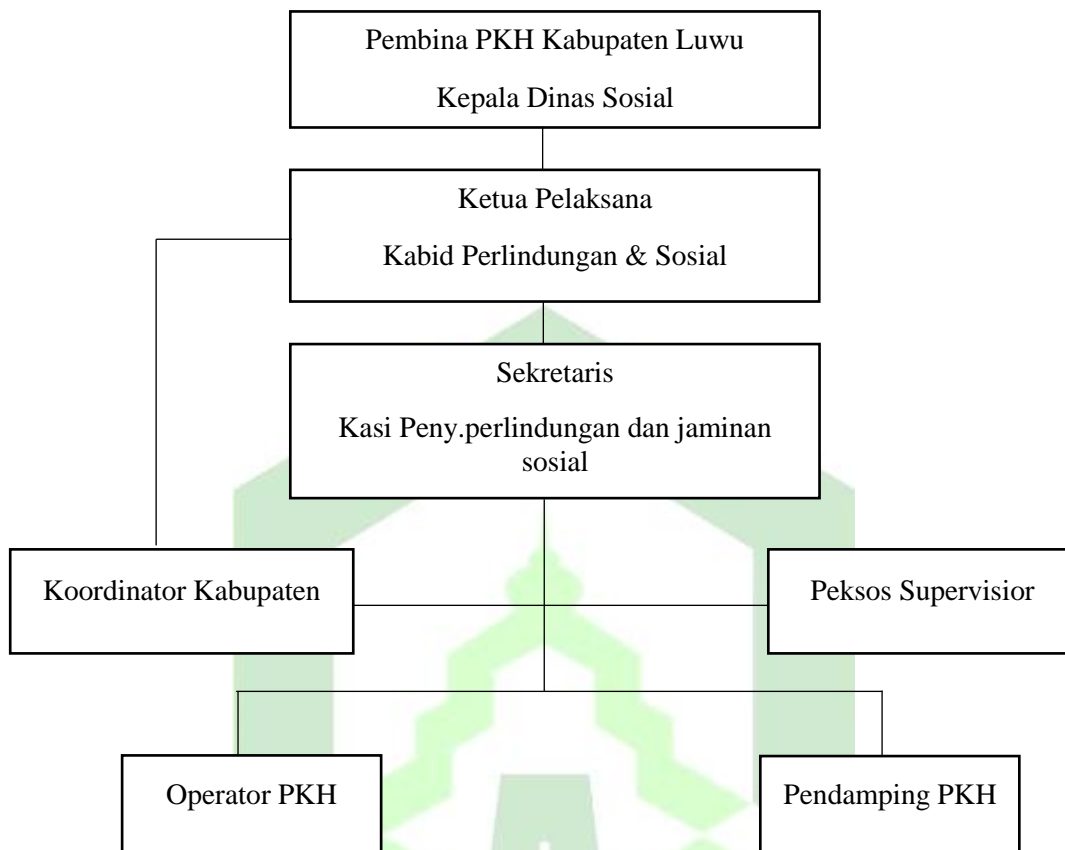 Pembina PKH Kabupaten Luwu
Kepala Dinas Sosial
Ketua Pelaksana
Kabid Perlindungan & Sosial
Sekretaris
Kasi Peny.perlindungan dan jaminan
sosial
Koordinator Kabupaten
Peksos Supervisior
Operator PKH
Pendamping PKH